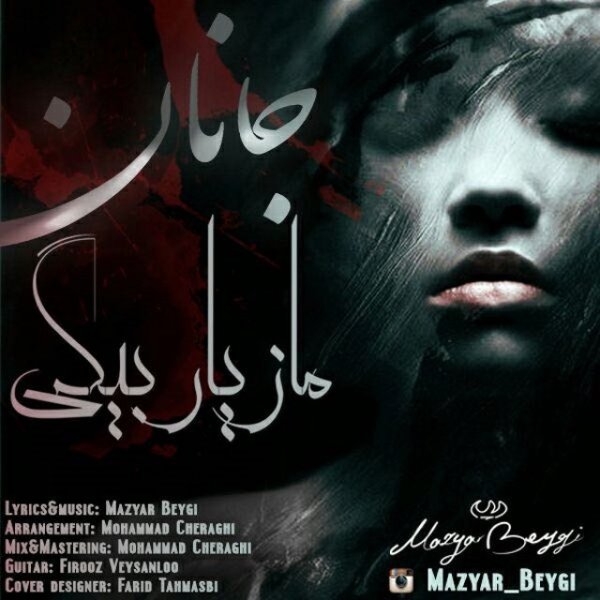 جانان
مازیار بیگی
Lyrics&music: Mazyar Beygi
Arrangement: Mohammad Cheraghi
Mix&Mastering: Mohammad Cheraghi
Guitar: Firooz Veysanloo
Cover designer: Farid Tahmasbi
Mazyar Beygi
Mazyar_Beygi